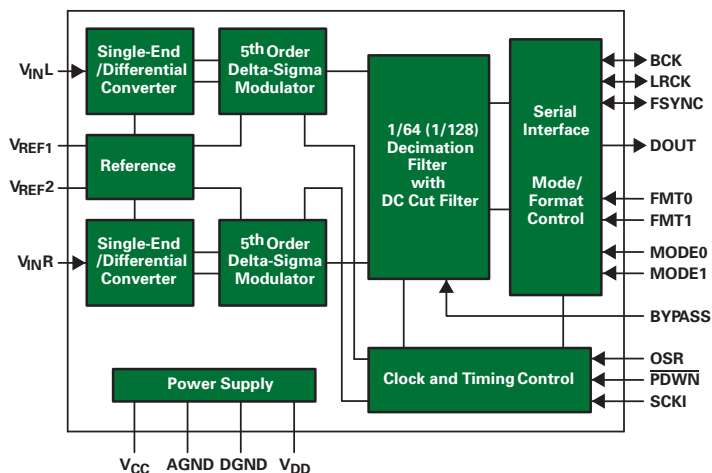 Single-End
/Differential
Converter
5th Order
Delta-Sigma
Modulator
VINL
VREF1
VREF2
Reference
VINR
Single-End
/Differential
Converter
5th Order
Delta-Sigma
Modulator
1/64 (1/128)
Decimation
Filter
with
DC Cut Filter
Serial
Interface
Mode/
Format
Control
BCK
LRCK
FSYNC
DOUT
FMT0
FMT1
MODE0
MODE1
BYPASS
OSR
PDWN
SCKI
Clock and Timing Control
Power Supply
VCC AGND DGND VDD